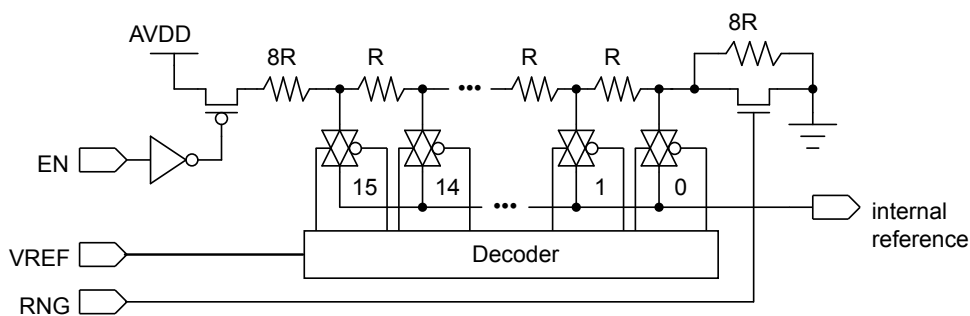 8R
AVDD
8R R ••• R R
EN
15 14 ••• 1 0
internal
reference
VREF
Decoder
RNG